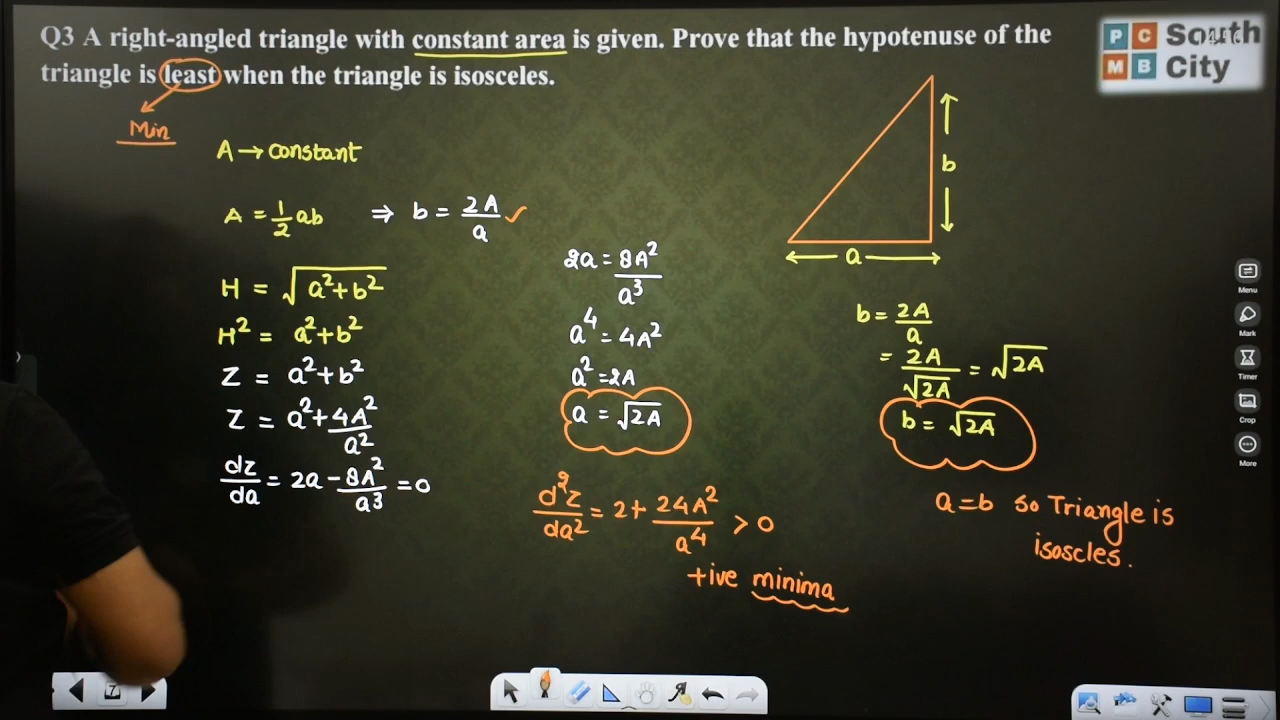 Q3 A right-angled triangle with constant area is given. Prove that the hypotenuse of the
triangle is least when the triangle is isosceles.
Min
P C South
M B City
A → constant
A = 1/2 ab ⇒ b = 2A/a ✓
H = √(a²+b²)
H² = a²+b²
Z = a²+b²
Z = a²+4A²/a²
dz/da = 2a - 8A²/a³ = 0
2a = 8A²/a³
a⁴ = 4A²
a² = 2A
a = √2A
d²z/da² = 2 + 24A²/a⁴ > 0
+ive minima
b
a
b = 2A/a
= 2A/√2A = √2A
b = √2A
a=b so Triangle is
isoscles.
Menu
Mark
Timer
Crop
More
7